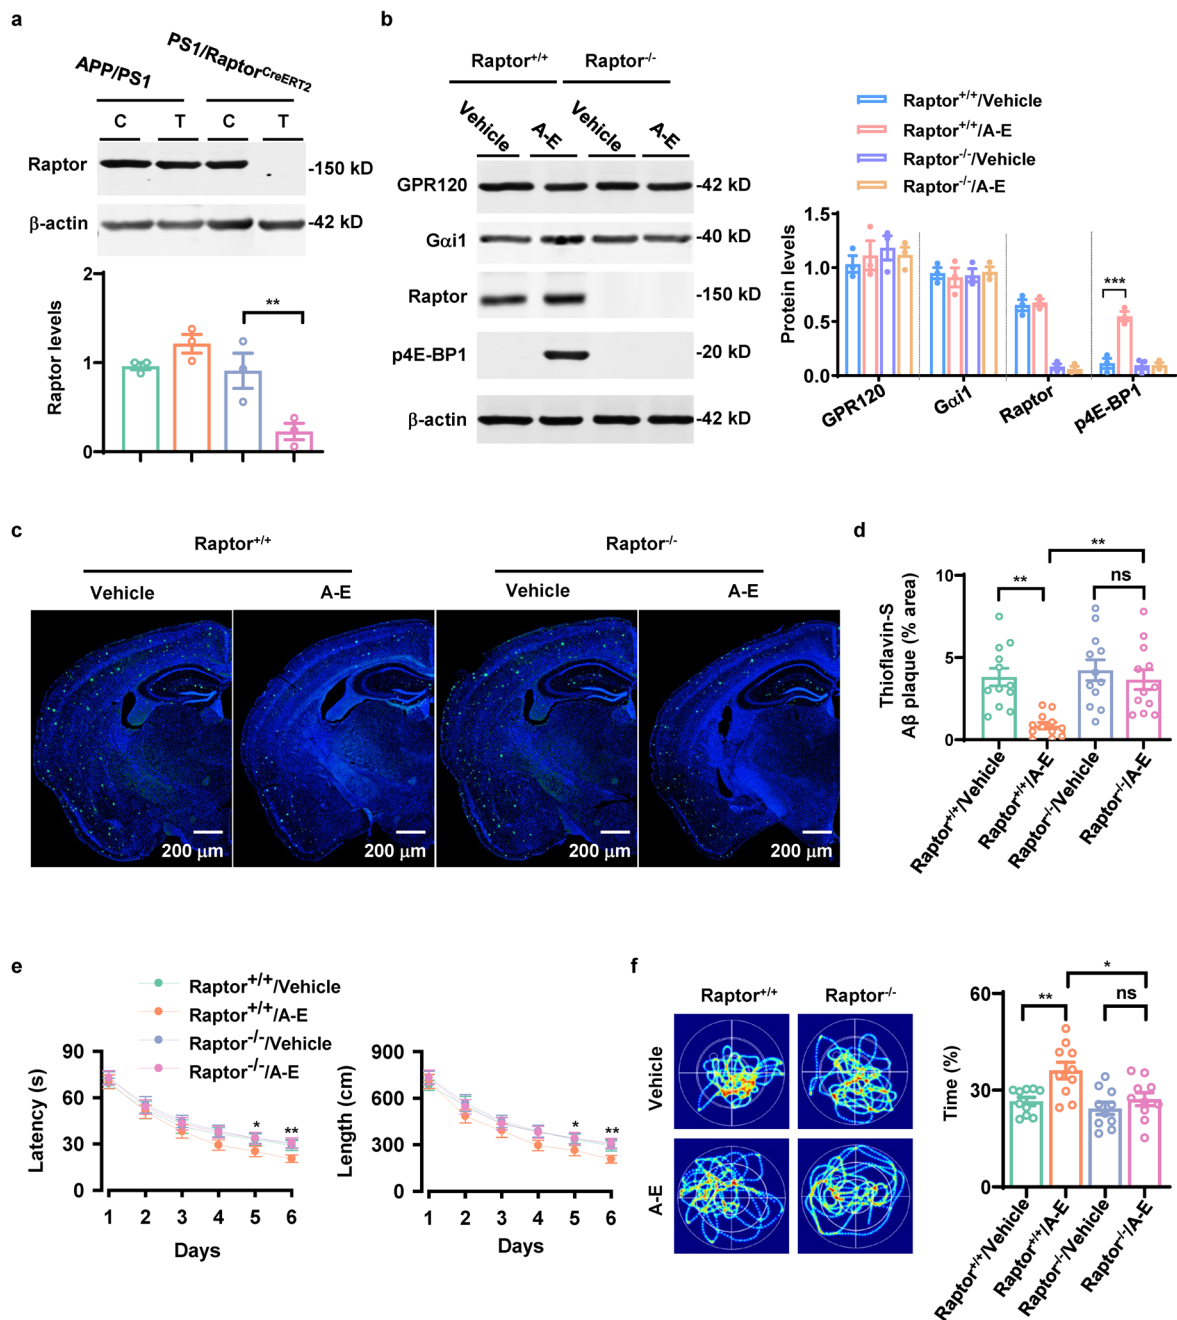 a
APP/PS1
PS1/Raptor^CreERT2
C T C T
Raptor
-150 kD
β-actin
-42 kD
Raptor levels
2
1
0
**
b
Raptor+/+ Raptor-/-
Vehicle A-E Vehicle A-E
GPR120 -42 kD
Gαi1 -40 kD
Raptor -150 kD
p4E-BP1 -20 kD
β-actin -42 kD
Raptor+/+/Vehicle
Raptor+/+/A-E
Raptor-/-/Vehicle
Raptor-/-/A-E
Protein levels
1.5
1.0
0.5
0.0
***
GPR120 Gαi1 Raptor p4E-BP1
c
Raptor+/+ Raptor-/-
Vehicle A-E Vehicle A-E
200 μm 200 μm 200 μm 200 μm
d
Thioflavin-S
Aβ plaque (% area)
10
5
0
** ** ns
Raptor+/+/Vehicle
Raptor+/+/A-E
Raptor-/-/Vehicle
Raptor-/-/A-E
e
Raptor+/+/Vehicle
Raptor+/+/A-E
Raptor-/-/Vehicle
Raptor-/-/A-E
Latency (s)
90
60
30
0
* **
1 2 3 4 5 6
Days
Length (cm)
900
600
300
0
* **
1 2 3 4 5 6
Days
f
Raptor+/+ Raptor-/-
Vehicle
A-E
Time (%)
60
30
0
** * ns
Raptor+/+/Vehicle
Raptor+/+/A-E
Raptor-/-/Vehicle
Raptor-/-/A-E